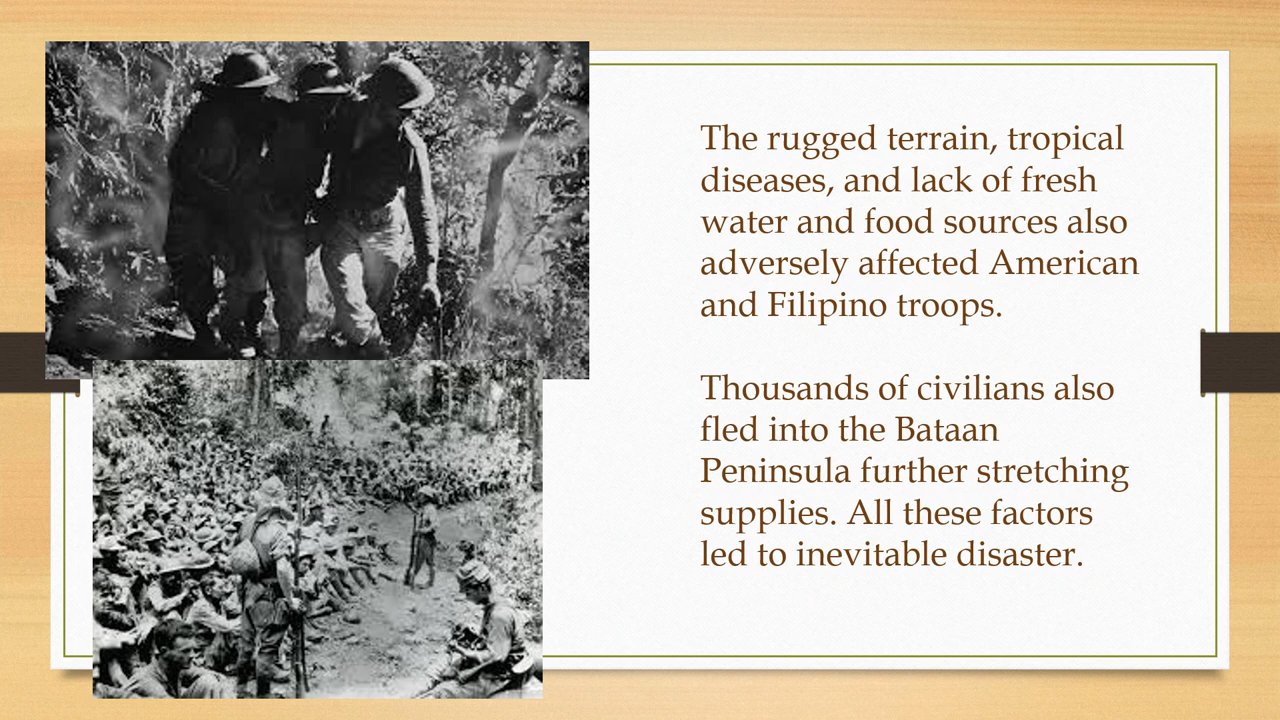 The rugged terrain, tropical
diseases, and lack of fresh
water and food sources also
adversely affected American
and Filipino troops.
Thousands of civilians also
fled into the Bataan
Peninsula further stretching
supplies. All these factors
led to inevitable disaster.